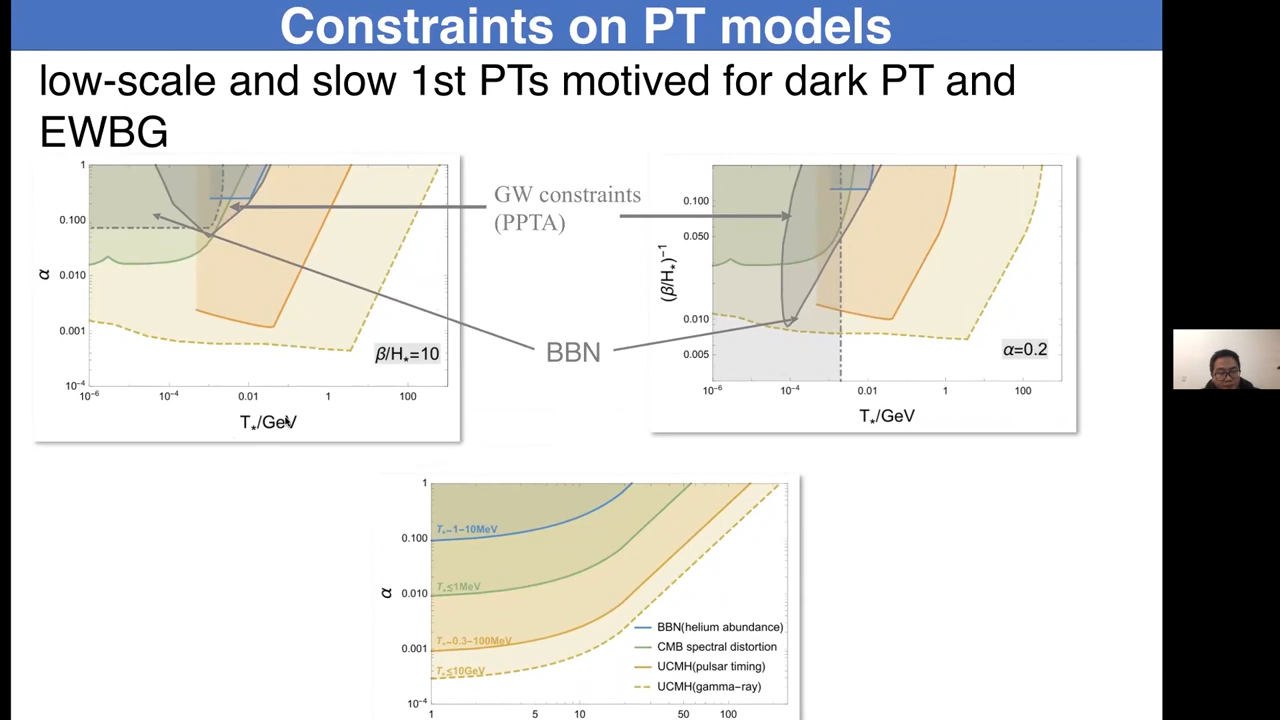 Constraints on PT models
low-scale and slow 1st PTs motived for dark PT and
EWBG
1
0.100
0.010
0.001
10⁻⁴
α
β/H⋆=10
10⁻⁶
10⁻⁴
0.01
1
100
T⋆/GeV
GW constraints
(PPTA)
BBN
0.100
0.050
0.010
0.005
(β/H⋆)⁻¹
α=0.2
10⁻⁶
10⁻⁴
0.01
1
100
T⋆/GeV
1
0.100
0.010
0.001
10⁻⁴
α
T⋆~1-10MeV
T⋆≲1MeV
T⋆~0.3-100MeV
T⋆≲10GeV
BBN(helium abundance)
CMB spectral distortion
UCMH(pulsar timing)
UCMH(gamma-ray)
1
5
10
50
100